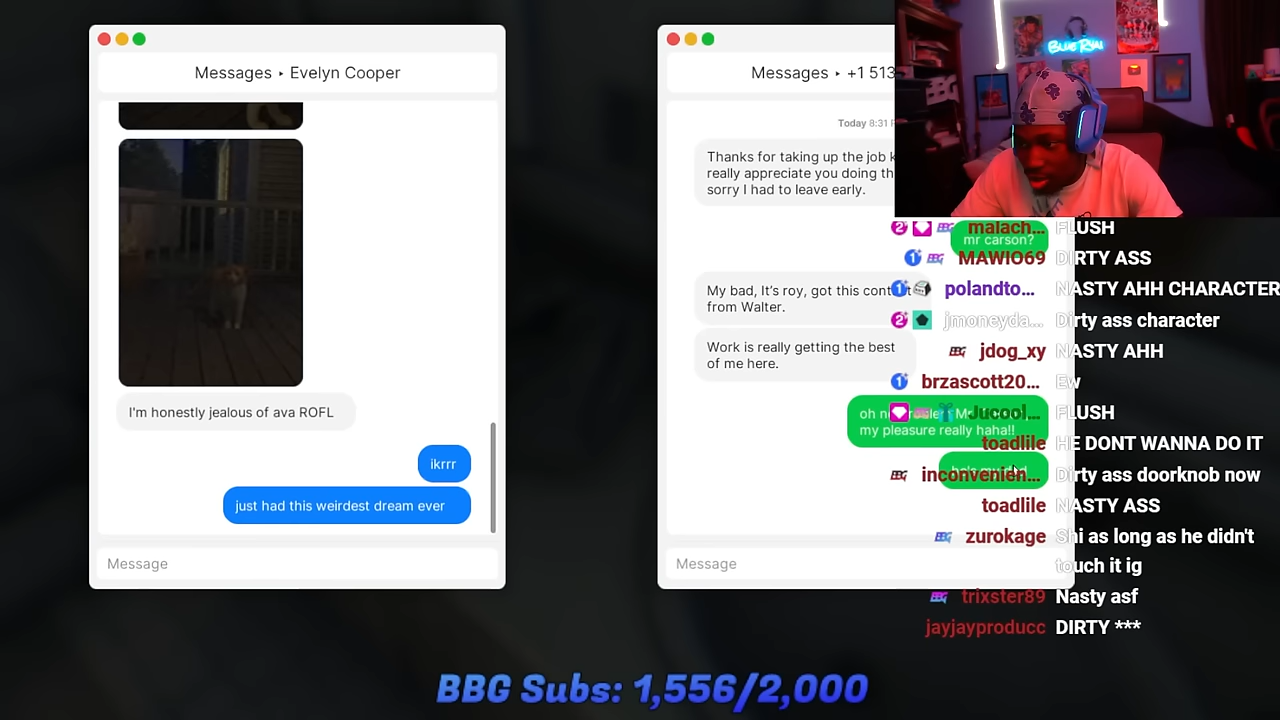 Messages ‣ Evelyn Cooper
I'm honestly jealous of ava ROFL
ikrrr
just had this weirdest dream ever
Message
Messages ‣ +1 513
Today 8:31
Thanks for taking up the job
really appreciate you doing
sorry I had to leave early.
mr carson?
My bad, It's roy, got this
from Walter.
Work is really getting the best
of me here.
my pleasure really haha!!
Message
BLUE RYAI
malach... FLUSH
MAWIO69 DIRTY ASS
polandto... NASTY AHH CHARACTER
jmoneyda... Dirty ass character
jdog_xy NASTY AHH
brzascott20... Ew
Jucool... FLUSH
toadlile HE DONT WANNA DO IT
inconvenien... Dirty ass doorknob now
toadlile NASTY ASS
zurokage Shi as long as he didn't
touch it ig
trixster89 Nasty asf
jayjayproducc DIRTY ***
BBG Subs: 1,556/2,000